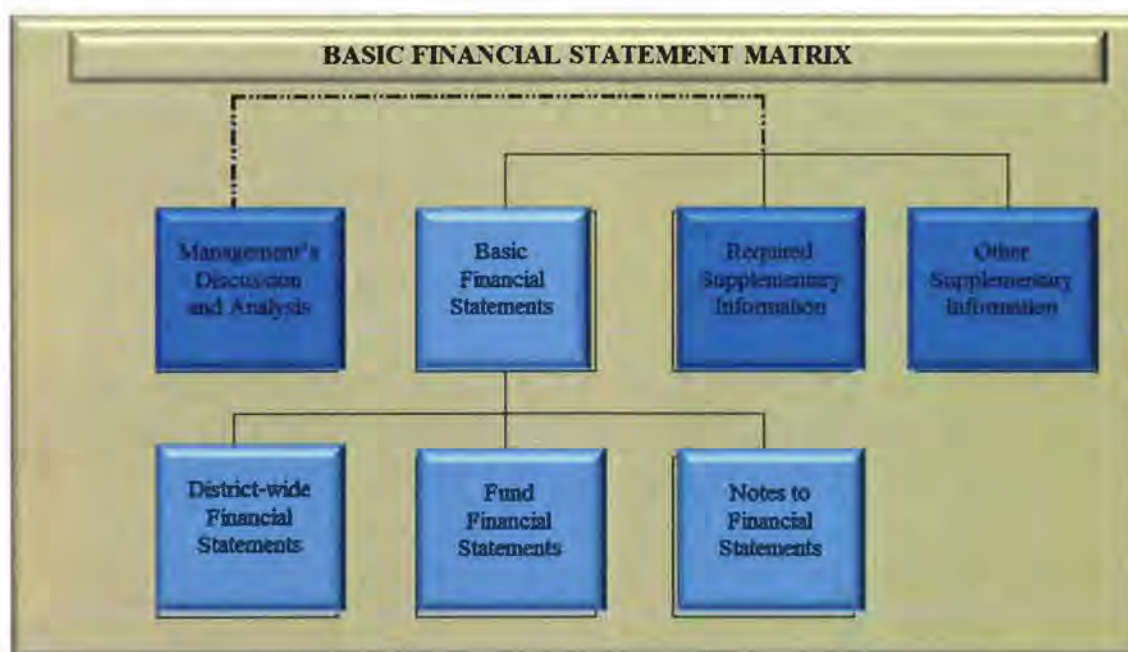 BASIC FINANCIAL STATEMENT MATRIX
Management's
Discussion
and Analysis
Basic
Financial
Statements
Required
Supplementary
Information
Other
Supplementary
Information
District-wide
Financial
Statements
Fund
Financial
Statements
Notes to
Financial
Statements